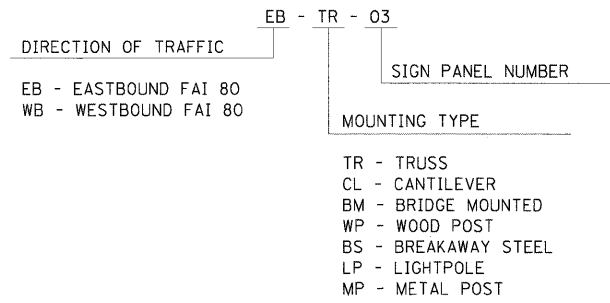 EB - TR - 03
DIRECTION OF TRAFFIC
EB - EASTBOUND FAI 80
WB - WESTBOUND FAI 80
SIGN PANEL NUMBER
MOUNTING TYPE
TR - TRUSS
CL - CANTILEVER
BM - BRIDGE MOUNTED
WP - WOOD POST
BS - BREAKAWAY STEEL
LP - LIGHTPOLE
MP - METAL POST